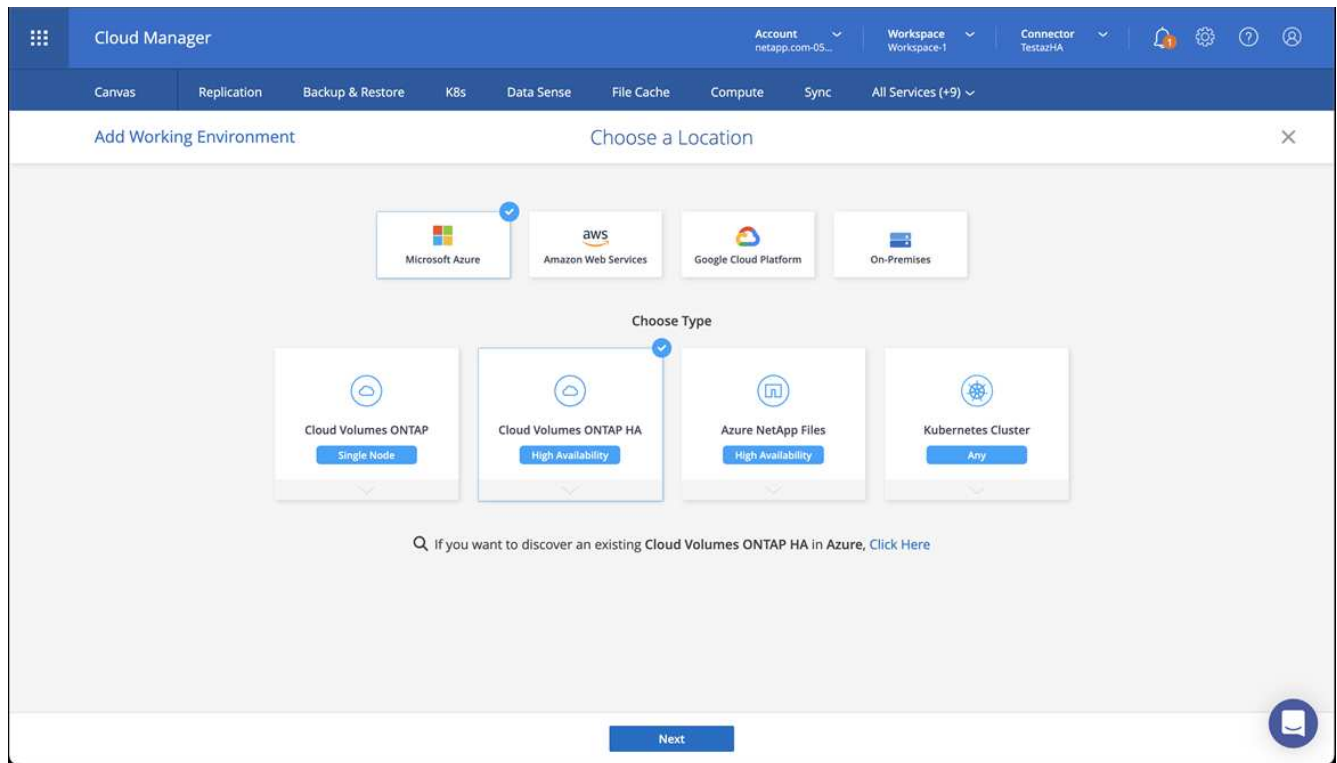 Cloud Manager
Account
netapp.com-05...
Workspace
Workspace-1
Connector
TestazHA
1
Canvas
Replication
Backup & Restore
K8s
Data Sense
File Cache
Compute
Sync
All Services (+9)
Add Working Environment
Choose a Location
Microsoft Azure
aws
Amazon Web Services
Google Cloud Platform
On-Premises
Choose Type
Cloud Volumes ONTAP
Single Node
Cloud Volumes ONTAP HA
High Availability
Azure NetApp Files
High Availability
Kubernetes Cluster
Any
If you want to discover an existing Cloud Volumes ONTAP HA in Azure, Click Here
Next